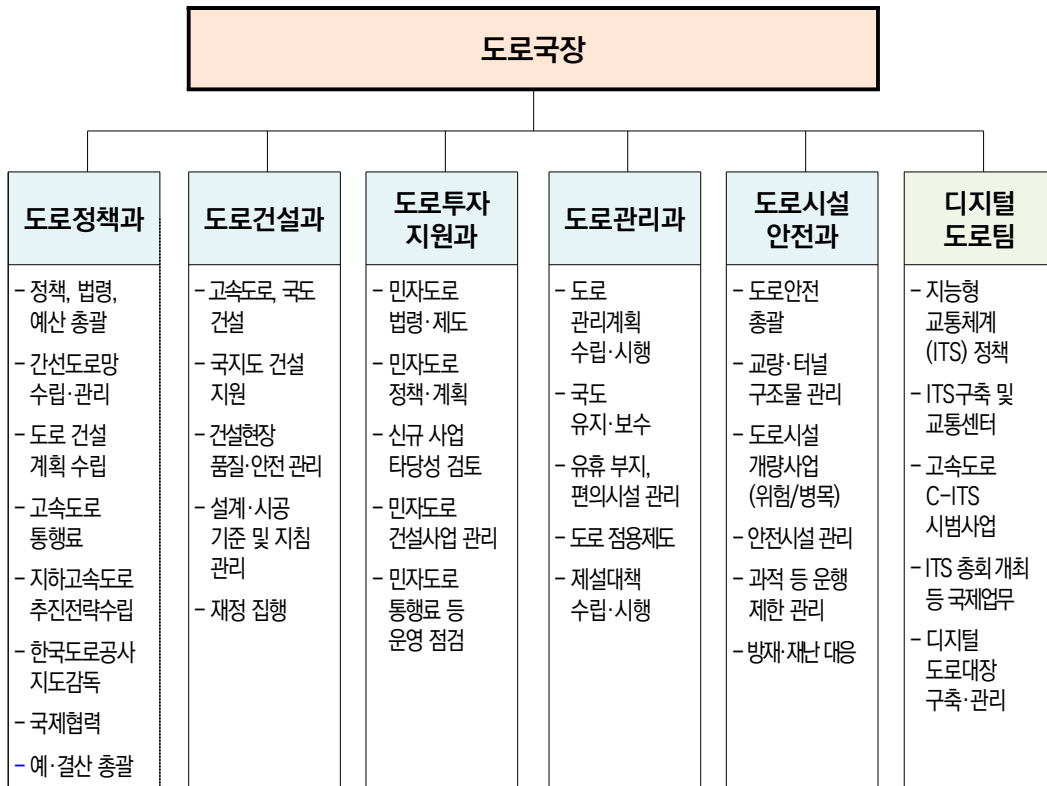 도로국장
도로정책과
– 정책, 법령,
예산 총괄
– 간선도로망
수립·관리
– 도로 건설
계획 수립
– 고속도로
통행료
– 지하고속도로
추진전략수립
– 한국도로공사
지도감독
– 국제협력
– 예·결산 총괄
도로건설과
– 고속도로, 국도
건설
– 국지도 건설
지원
– 건설현장
품질·안전 관리
– 설계·시공
기준 및 지침
관리
– 재정 집행
도로투자
지원과
– 민자도로
법령·제도
– 민자도로
정책·계획
– 신규 사업
타당성 검토
– 민자도로
건설사업 관리
– 민자도로
통행료 등
운영 점검
도로관리과
– 도로
관리계획
수립·시행
– 국도
유지·보수
– 유휴 부지,
편의시설 관리
– 도로 점용제도
– 제설대책
수립·시행
도로시설
안전과
– 도로안전
총괄
– 교량·터널
구조물 관리
– 도로시설
개량사업
(위험/병목)
– 안전시설 관리
– 과적 등 운행
제한 관리
– 방재·재난 대응
디지털
도로팀
– 지능형
교통체계
(ITS) 정책
– ITS구축 및
교통센터
– 고속도로
C-ITS
시범사업
– ITS 총회 개최
등 국제업무
– 디지털
도로대장
구축·관리